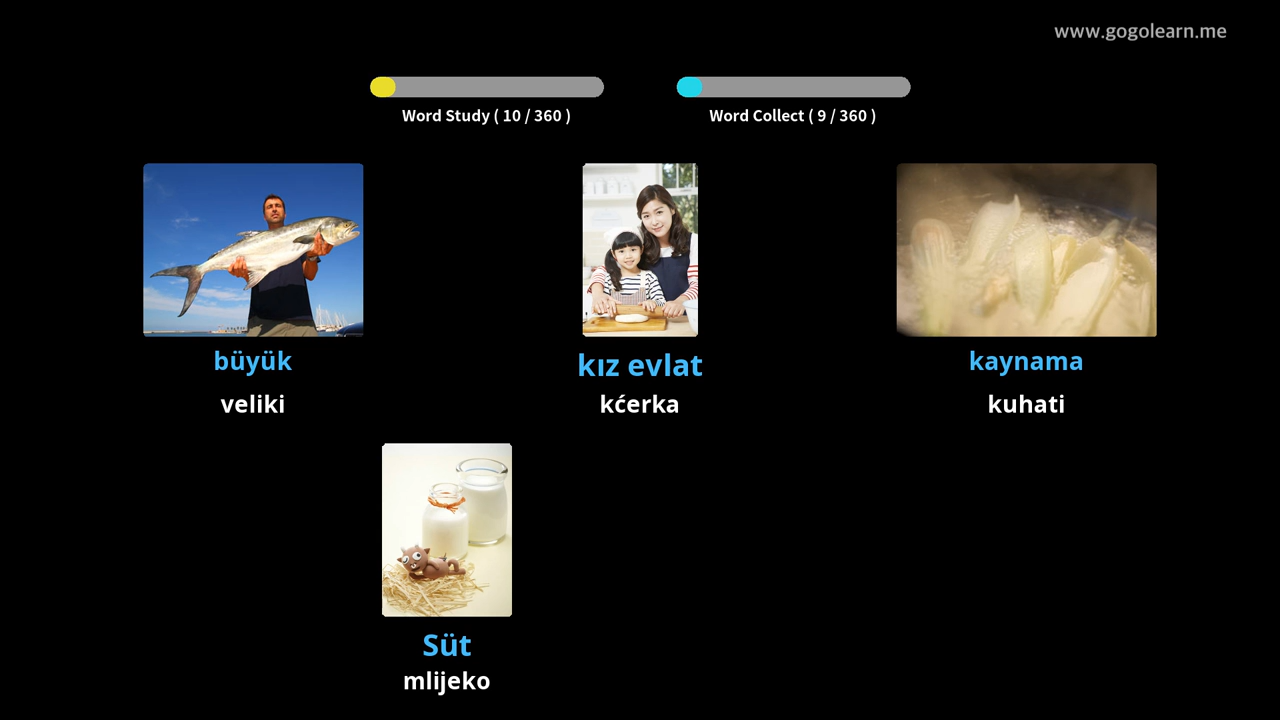 www.gogolearn.me
Word Study ( 10 / 360 )
Word Collect ( 9 / 360 )
büyük
veliki
kız evlat
kćerka
kaynama
kuhati
Süt
mlijeko